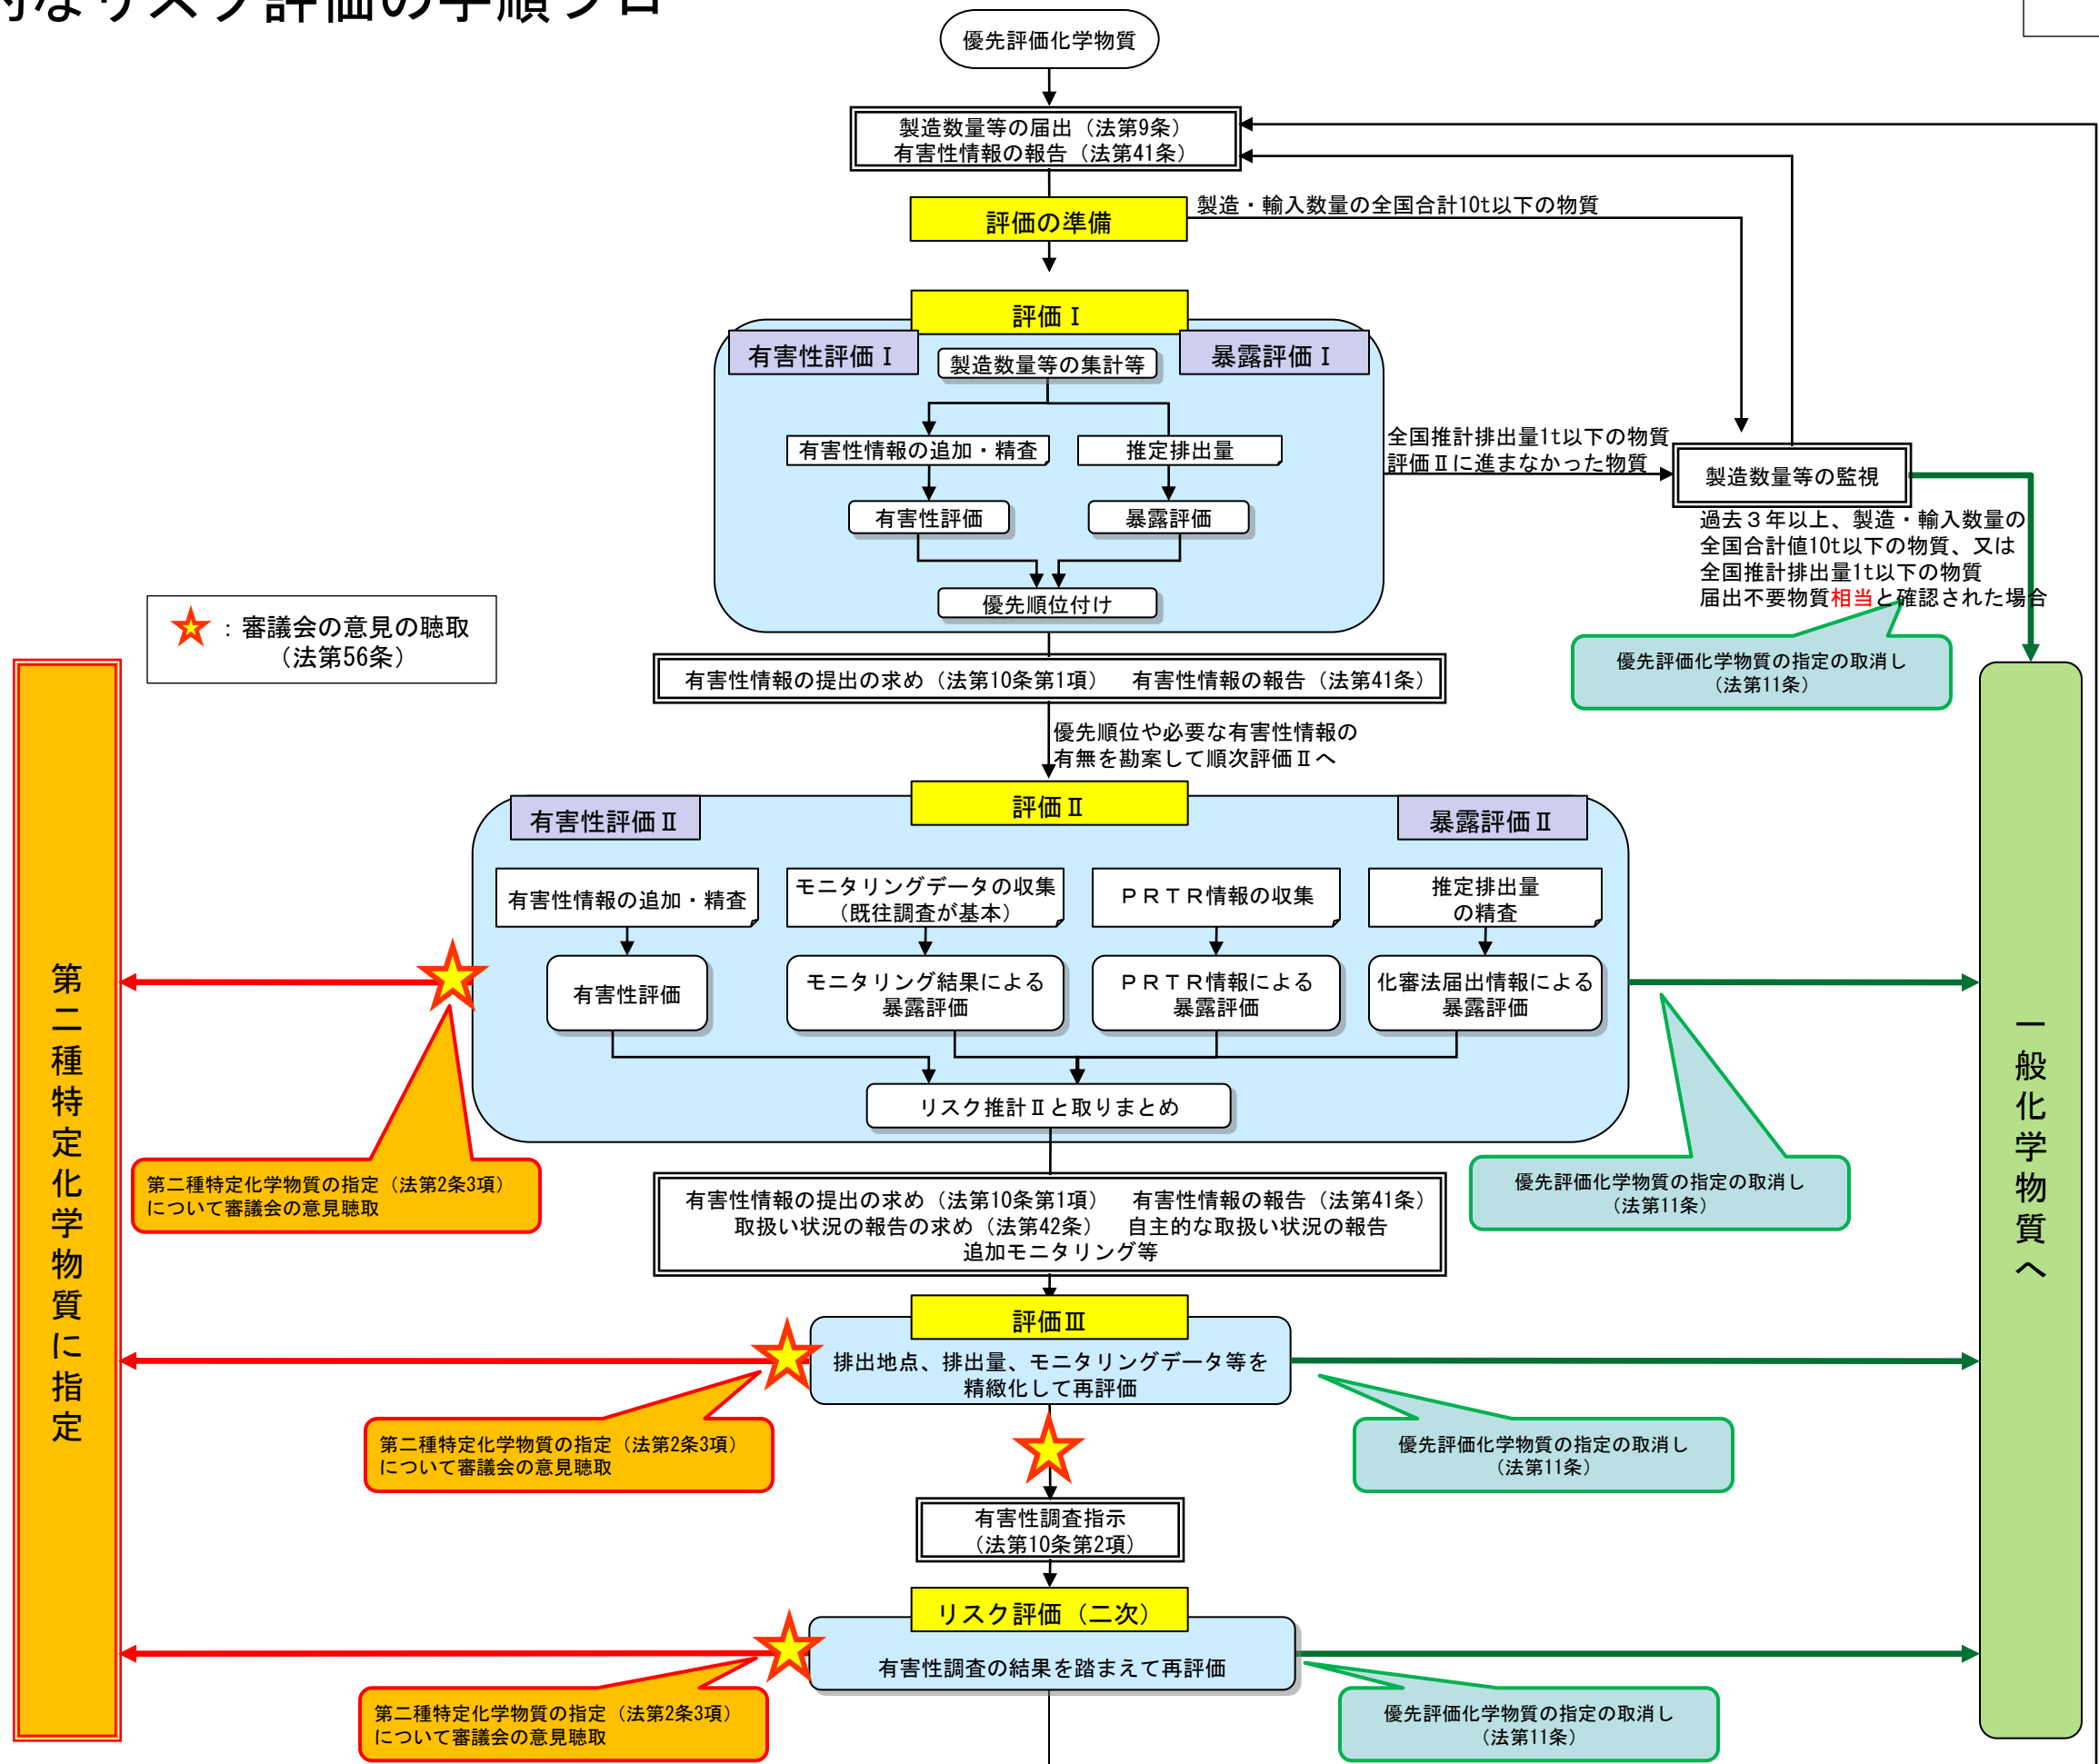 なリスク評価の手順フロー
優先評価化学物質
製造数量等の届出（法第9条）
有害性情報の報告（法第41条）
評価の準備
製造・輸入数量の全国合計10t以下の物質
評価Ⅰ
有害性評価Ⅰ
製造数量等の集計等
暴露評価Ⅰ
有害性情報の追加・精査
推定排出量
有害性評価
暴露評価
優先順位付け
全国推計排出量1t以下の物質
評価Ⅱに進まなかった物質
製造数量等の監視
過去３年以上、製造・輸入数量の
全国合計値10t以下の物質、又は
全国推計排出量1t以下の物質
届出不要物質相当と確認された場合
優先評価化学物質の指定の取消し
（法第11条）
：審議会の意見の聴取
（法第56条）
有害性情報の提出の求め（法第10条第1項）　有害性情報の報告（法第41条）
優先順位や必要な有害性情報の
有無を勘案して順次評価Ⅱへ
評価Ⅱ
有害性評価Ⅱ
暴露評価Ⅱ
有害性情報の追加・精査
モニタリングデータの収集
（既往調査が基本）
ＰＲＴＲ情報の収集
推定排出量
の精査
有害性評価
モニタリング結果による
暴露評価
ＰＲＴＲ情報による
暴露評価
化審法届出情報による
暴露評価
リスク推計Ⅱと取りまとめ
第二種特定化学物質に指定
一般化学物質へ
第二種特定化学物質の指定（法第2条3項）
について審議会の意見聴取
優先評価化学物質の指定の取消し
（法第11条）
有害性情報の提出の求め（法第10条第1項）　有害性情報の報告（法第41条）
取扱い状況の報告の求め（法第42条）　自主的な取扱い状況の報告
追加モニタリング等
評価Ⅲ
排出地点、排出量、モニタリングデータ等を
精緻化して再評価
第二種特定化学物質の指定（法第2条3項）
について審議会の意見聴取
優先評価化学物質の指定の取消し
（法第11条）
有害性調査指示
（法第10条第2項）
リスク評価（二次）
有害性調査の結果を踏まえて再評価
第二種特定化学物質の指定（法第2条3項）
について審議会の意見聴取
優先評価化学物質の指定の取消し
（法第11条）